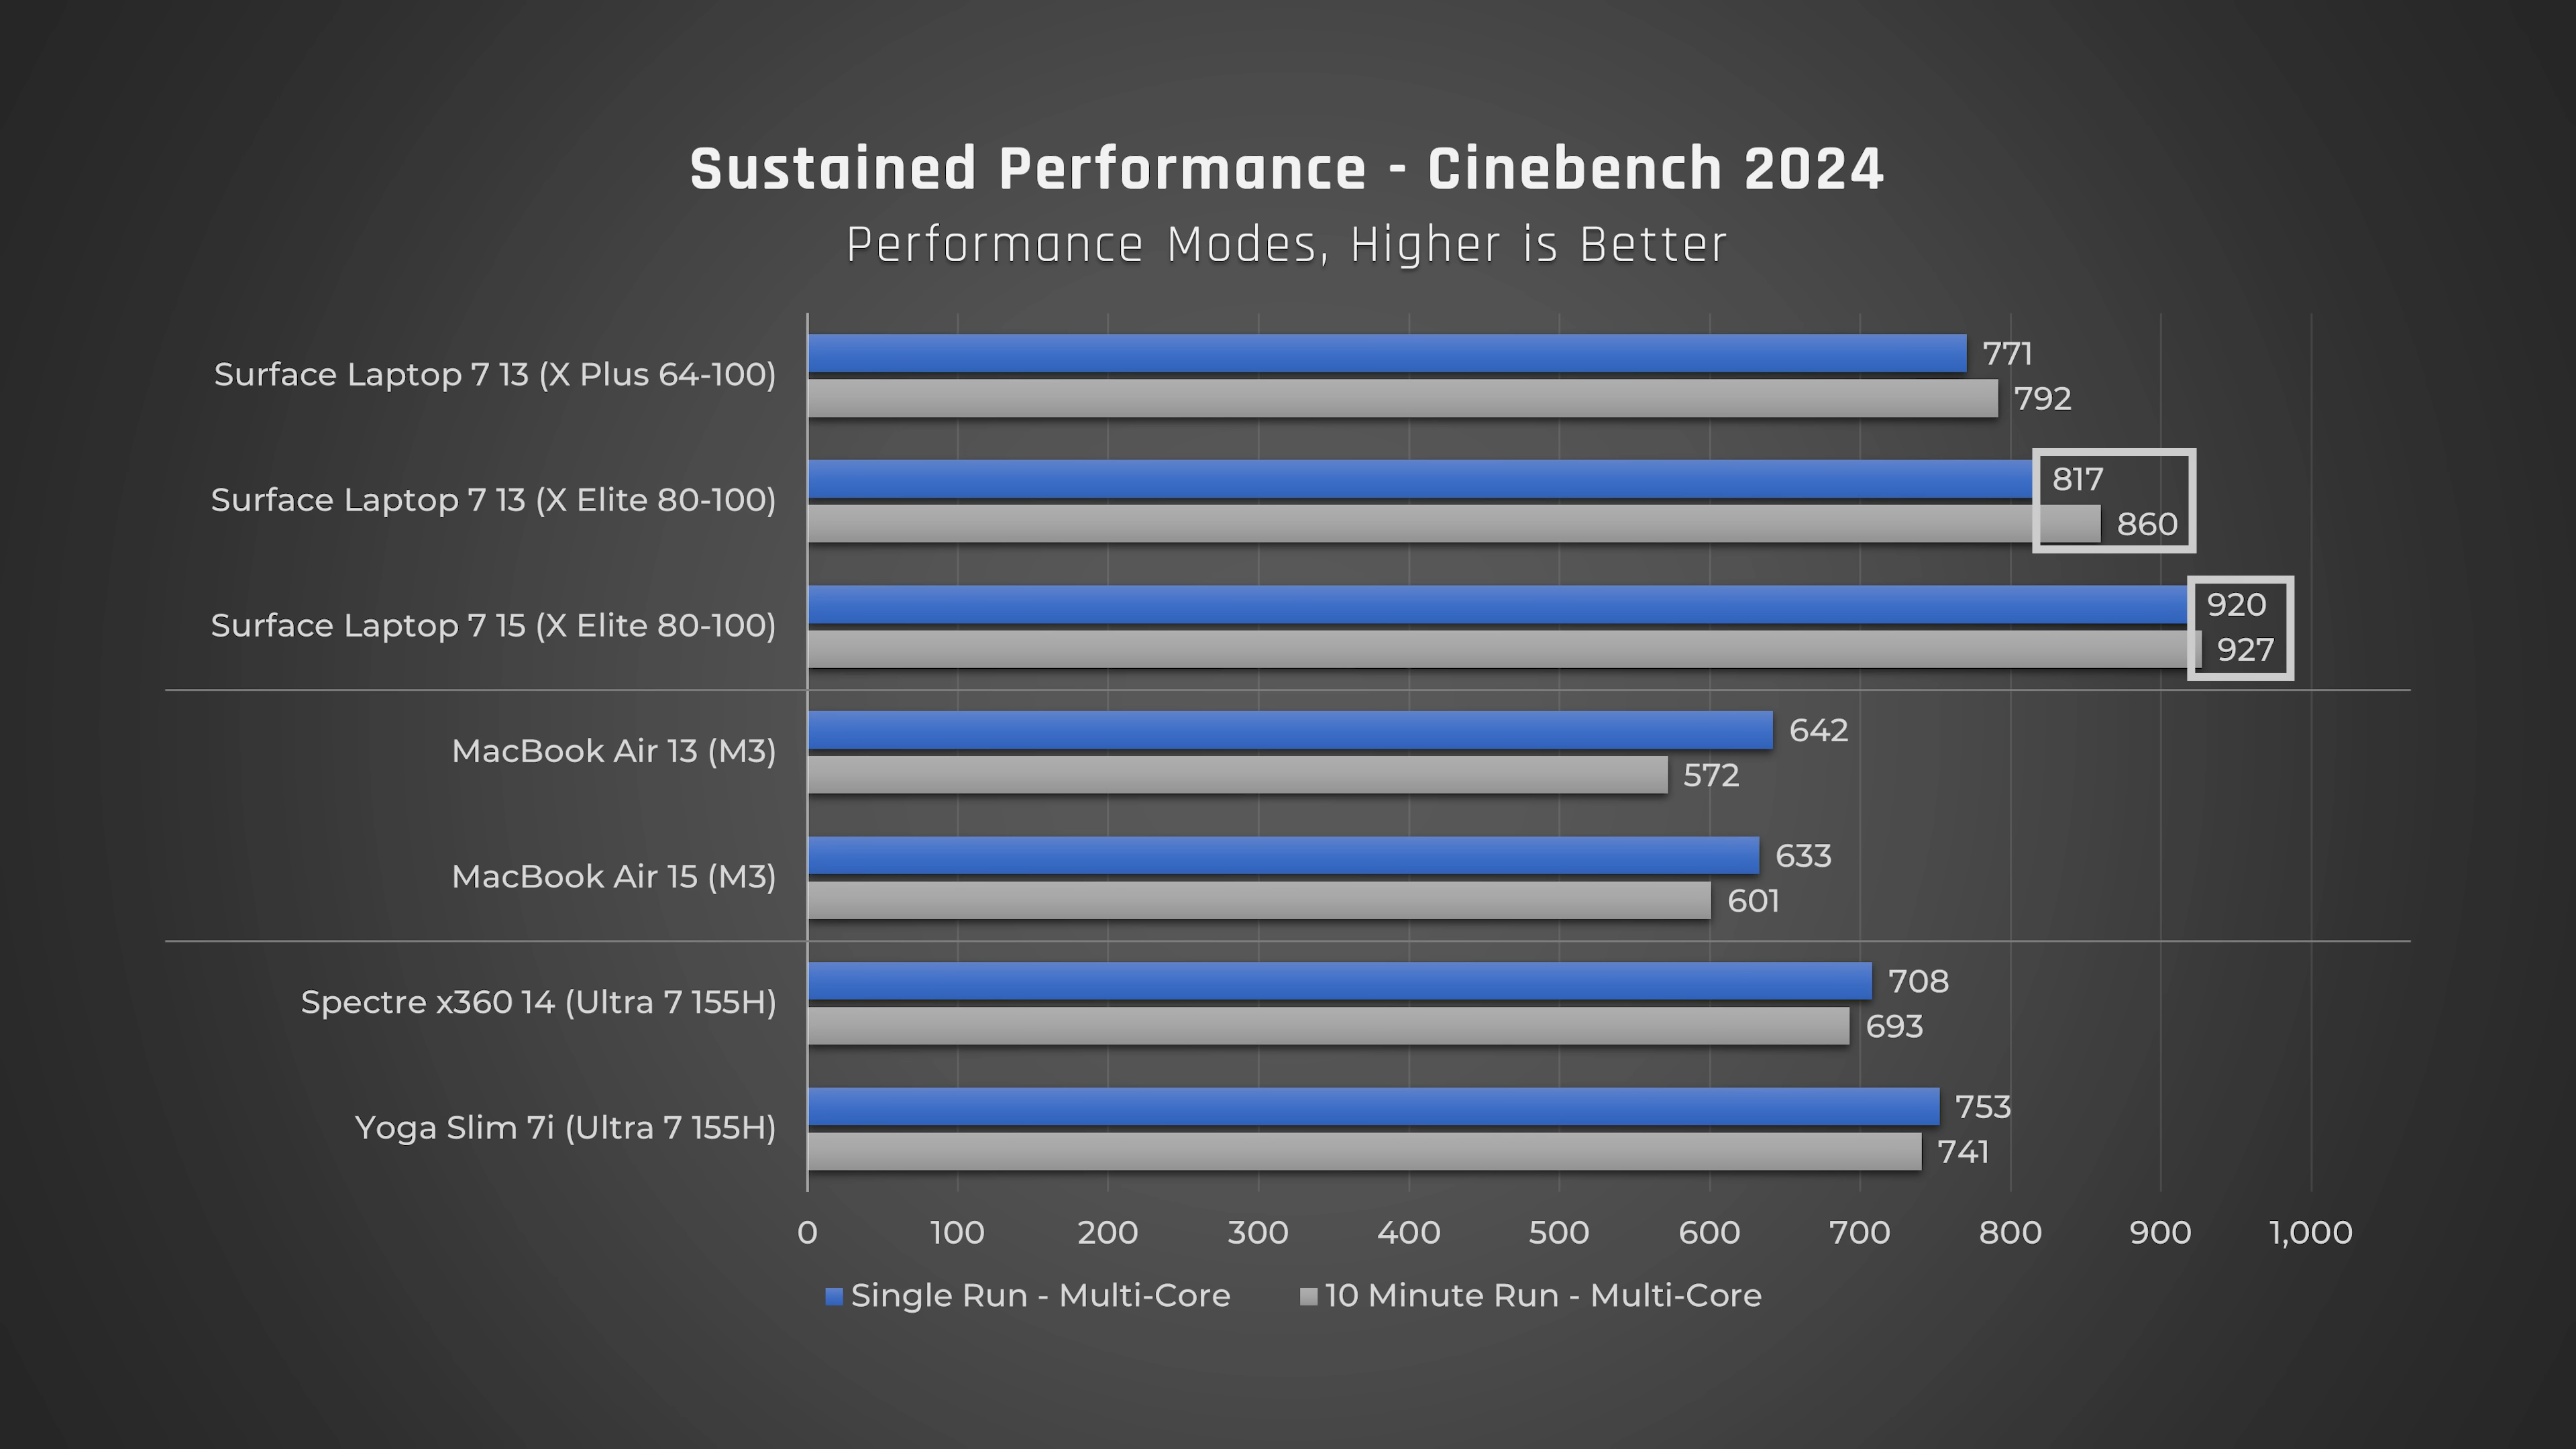 Sustained Performance - Cinebench 2024
Performance Modes, Higher is Better
Surface Laptop 7 13 (X Plus 64-100)
771
792
Surface Laptop 7 13 (X Elite 80-100)
817
860
Surface Laptop 7 15 (X Elite 80-100)
920
927
MacBook Air 13 (M3)
642
572
MacBook Air 15 (M3)
633
601
Spectre x360 14 (Ultra 7 155H)
708
693
Yoga Slim 7i (Ultra 7 155H)
753
741
0 100 200 300 400 500 600 700 800 900 1,000
Single Run - Multi-Core 10 Minute Run - Multi-Core